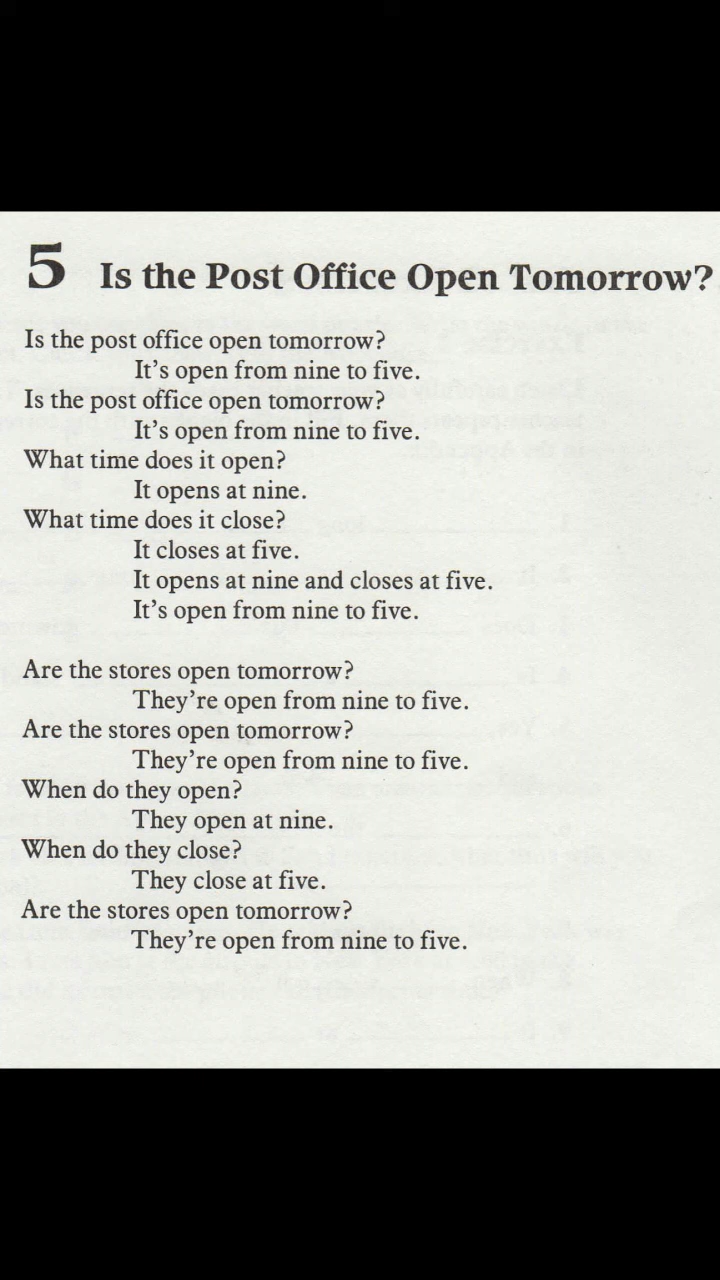 5 Is the Post Office Open Tomorrow?
Is the post office open tomorrow?
It's open from nine to five.
Is the post office open tomorrow?
It's open from nine to five.
What time does it open?
It opens at nine.
What time does it close?
It closes at five.
It opens at nine and closes at five.
It's open from nine to five.
Are the stores open tomorrow?
They're open from nine to five.
Are the stores open tomorrow?
They're open from nine to five.
When do they open?
They open at nine.
When do they close?
They close at five.
Are the stores open tomorrow?
They're open from nine to five.